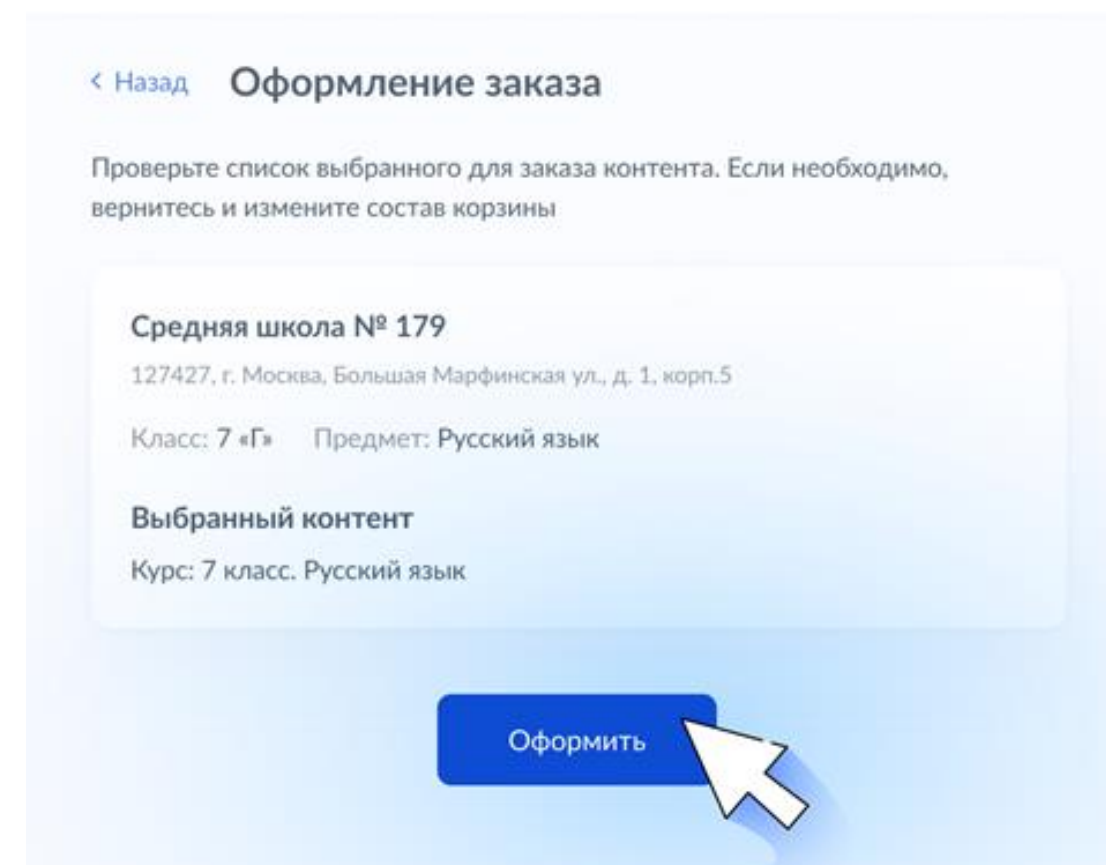 < Назад Оформление заказа
Проверьте список выбранного для заказа контента. Если необходимо,
вернитесь и измените состав корзины
Средняя школа № 179
127427, г. Москва, Большая Марфинская ул., д. 1, корп.5
Класс: 7 «Г» Предмет: Русский язык
Выбранный контент
Курс: 7 класс. Русский язык
Оформить